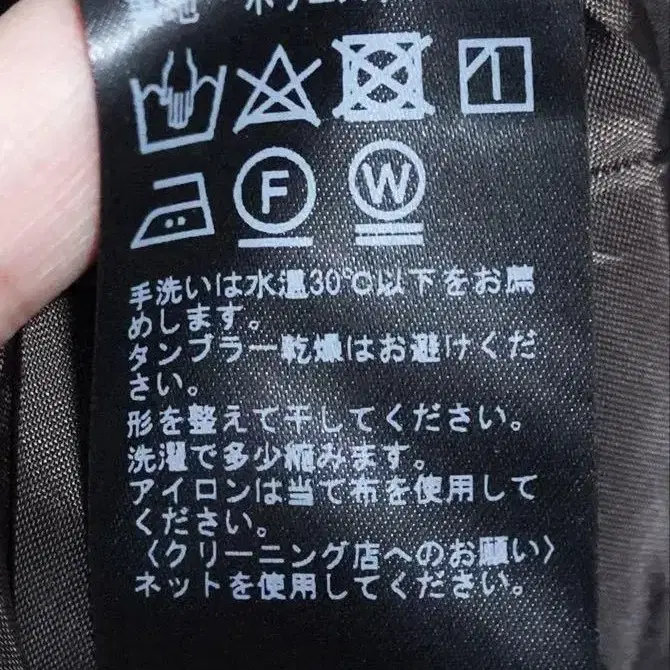 F W
手洗いは水温30℃以下をお薦
めします。
タンブラー乾燥はお避けくだ
さい。
形を整えて干してください。
洗濯で多少縮みます。
アイロンは当て布を使用して
ください。
〈クリーニング店へのお願い〉
ネットを使用してください。